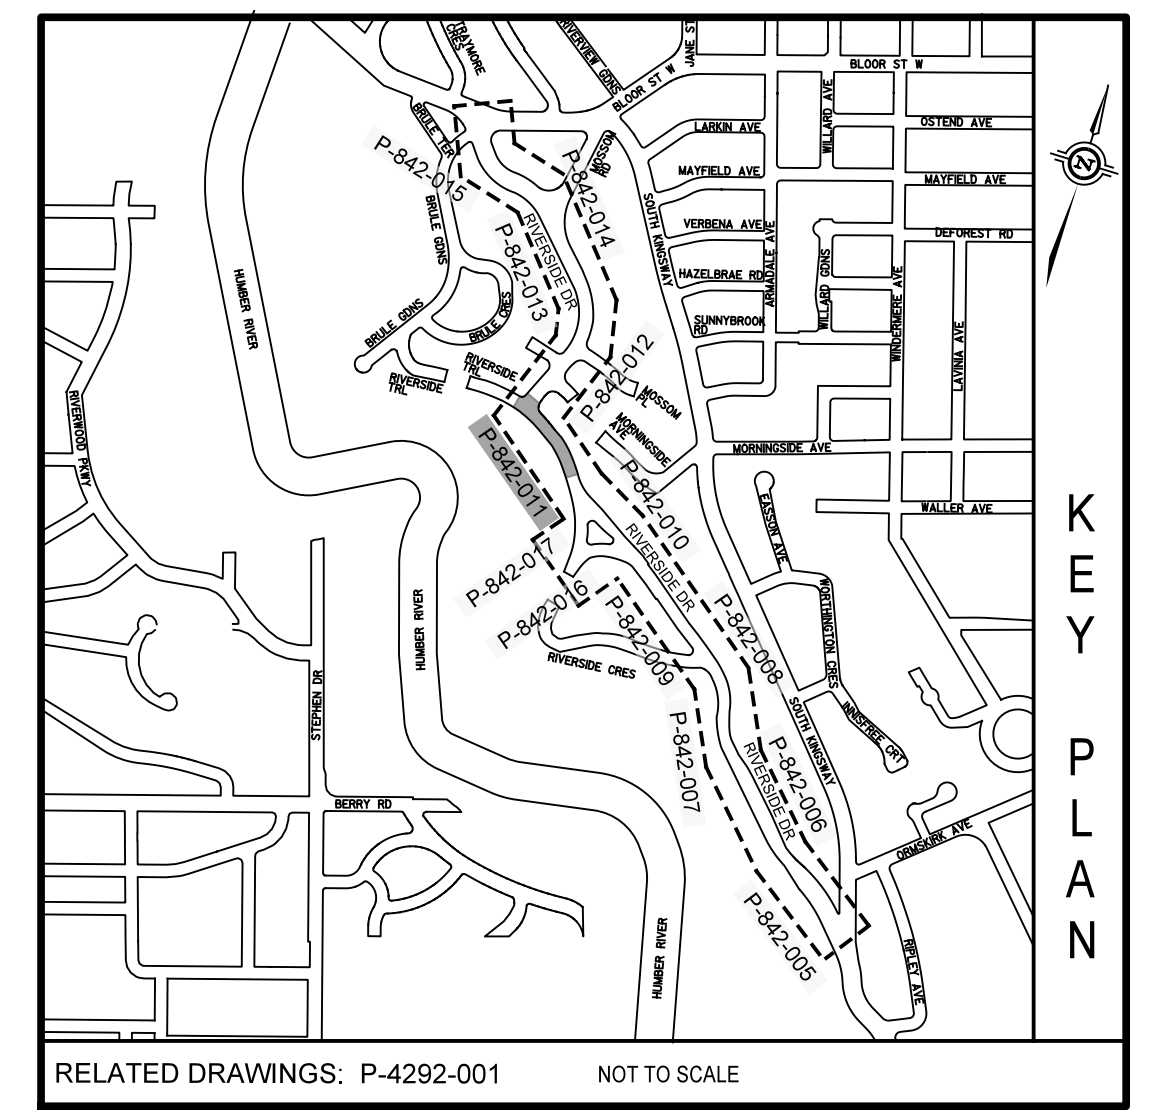 TRAYMORE
CRES
RIVERVIEW GDNS
JANE ST
BLOOR ST W
BLOOR ST W
BRULE TER
LARKIN AVE
WILLARD AVE
OSTEND AVE
P-842-015
MOSSOM
RD
P-842-014
MAYFIELD AVE
MAYFIELD AVE
N
BRULE GDNS
RIVERSIDE DR
P-842-013
SOUTH KINGSWAY
VERBENA AVE
ARMADALE AVE
DEFOREST RD
HUMBER RIVER
HAZELBRAE RD
WILLARD GDNS
WINDERMERE AVE
BRULE GDNS
BRULE CRES
SUNNYBROOK
RD
LAVINIA AVE
P-842-012
RIVERSIDE
TRL
RIVERSIDE
TRL
MOSSOM
PL
RIVERWOOD PKWY
MORNINGSIDE
AVE
MORNINGSIDE AVE
P-842-011
P-842-010
EASSON AVE
WALLER AVE
RIVERSIDE DR
P-842-017
P-842-016
HUMBER RIVER
P-842-009
P-842-008
WORTHINGTON CRES
RIVERSIDE CRES
STEPHEN DR
SOUTH KINGSWAY
INNISFREE CRT
P-842-007
RIVERSIDE DR
P-842-006
BERRY RD
ORMSKIRK AVE
P-842-005
HUMBER RIVER
RIPLEY AVE
KEY PLAN
RELATED DRAWINGS: P-4292-001
NOT TO SCALE